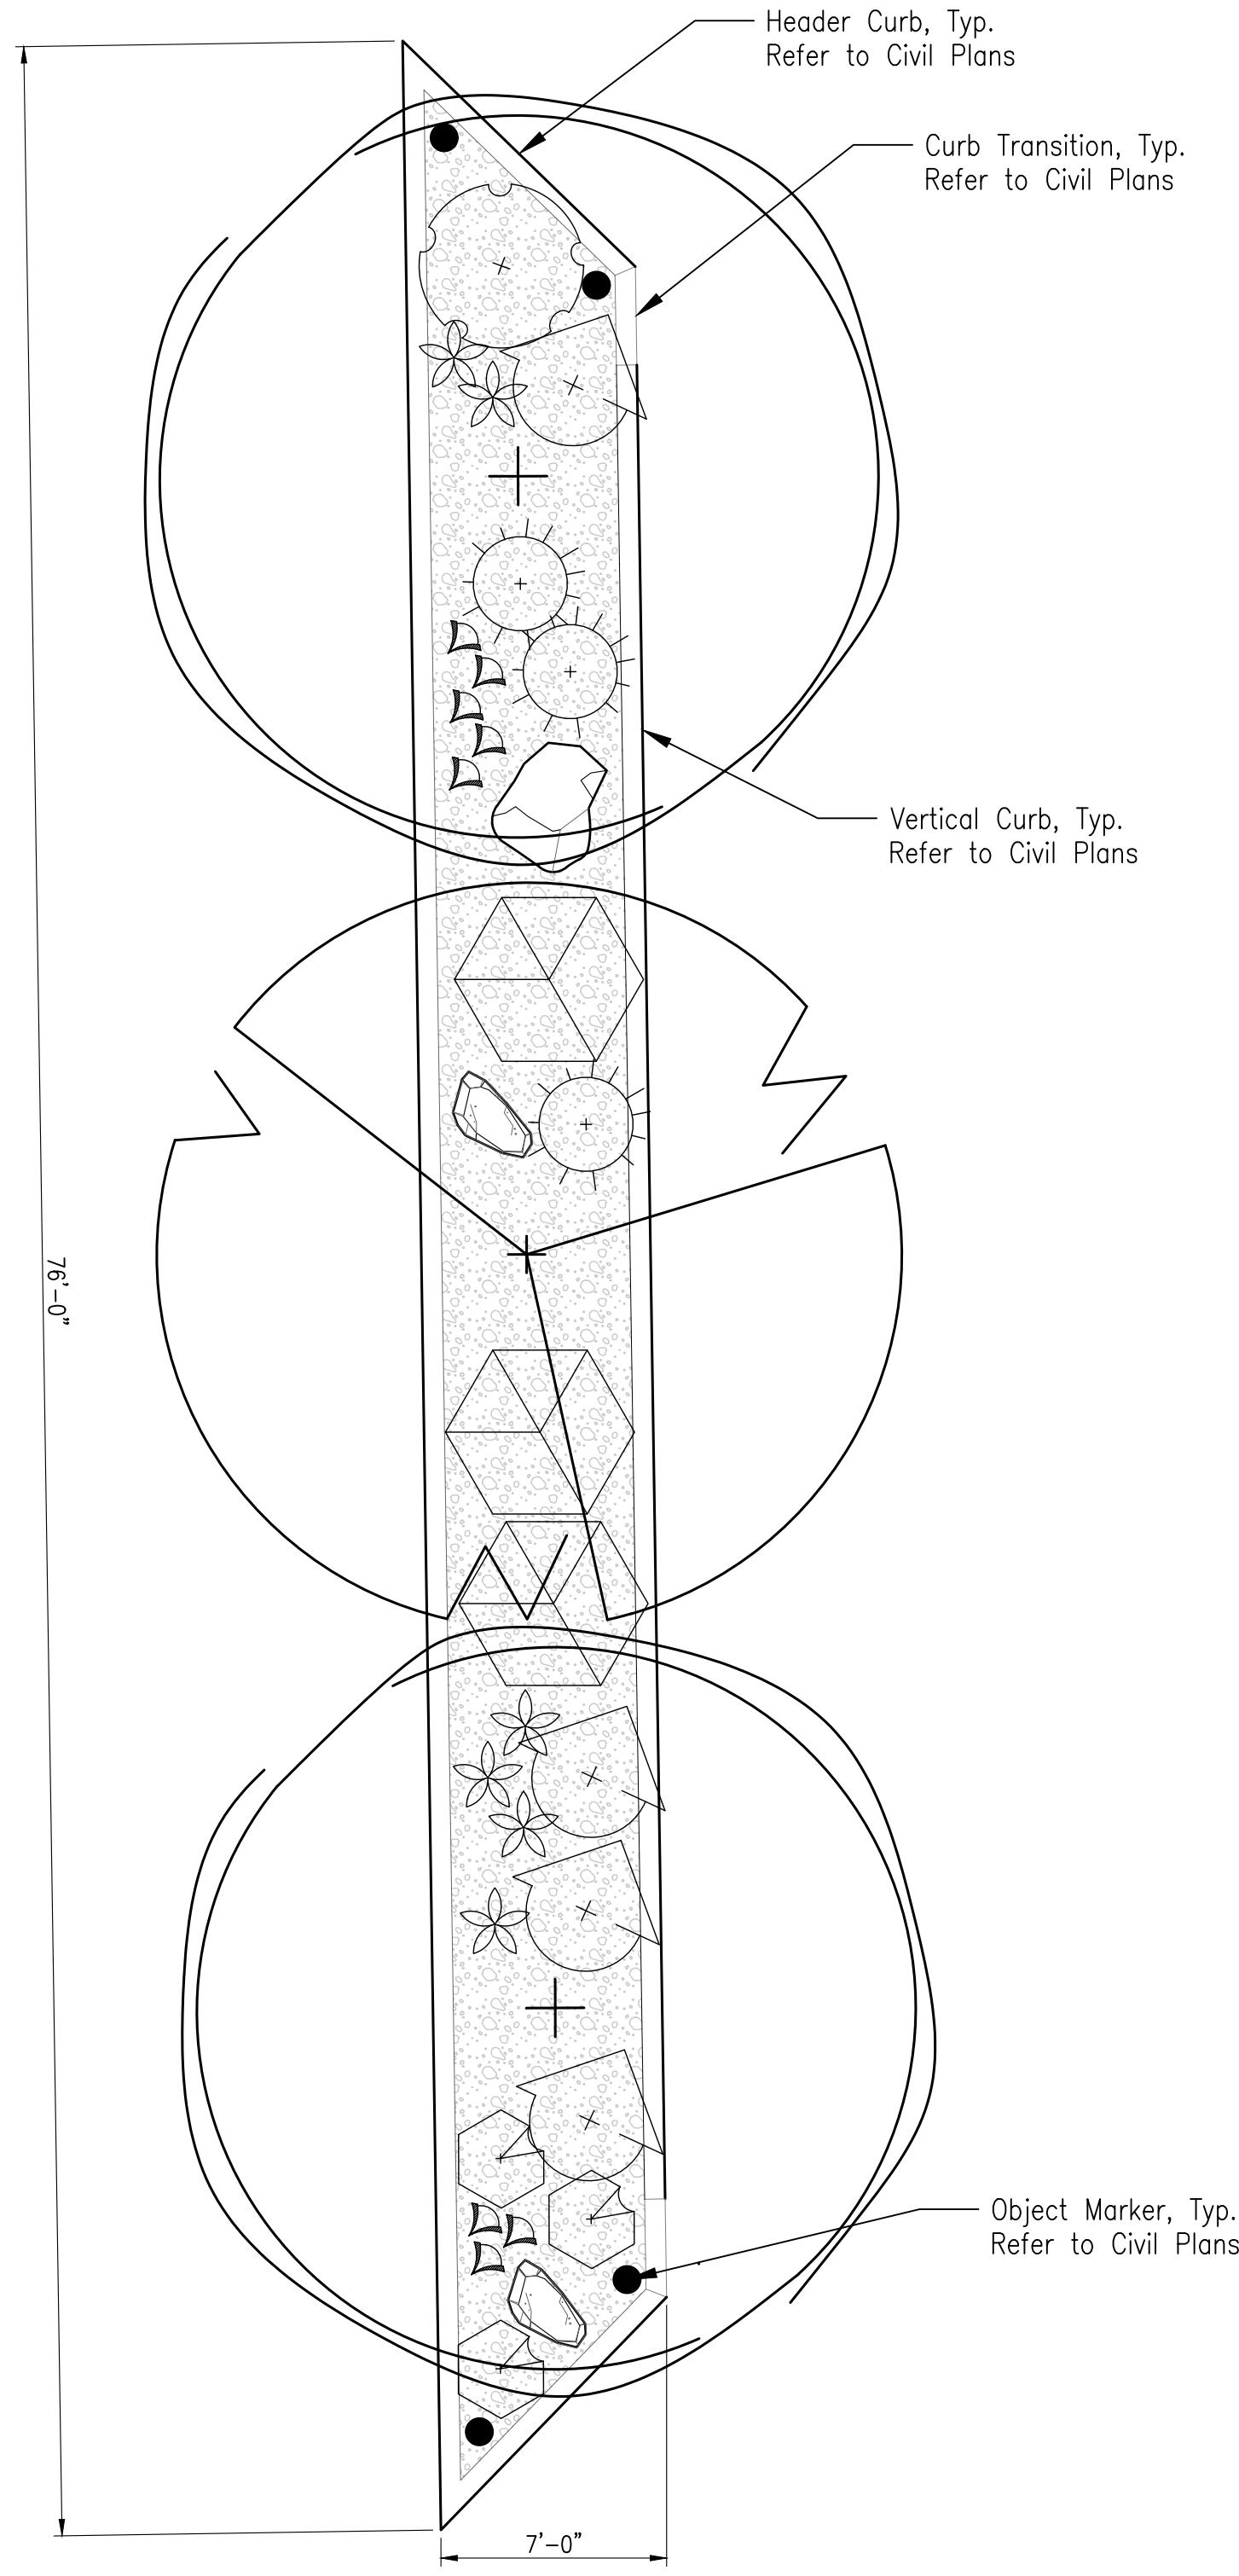 Header Curb, Typ.
Refer to Civil Plans
Curb Transition, Typ.
Refer to Civil Plans
Vertical Curb, Typ.
Refer to Civil Plans
76'-0"
Object Marker, Typ.
Refer to Civil Plans
7'-0"